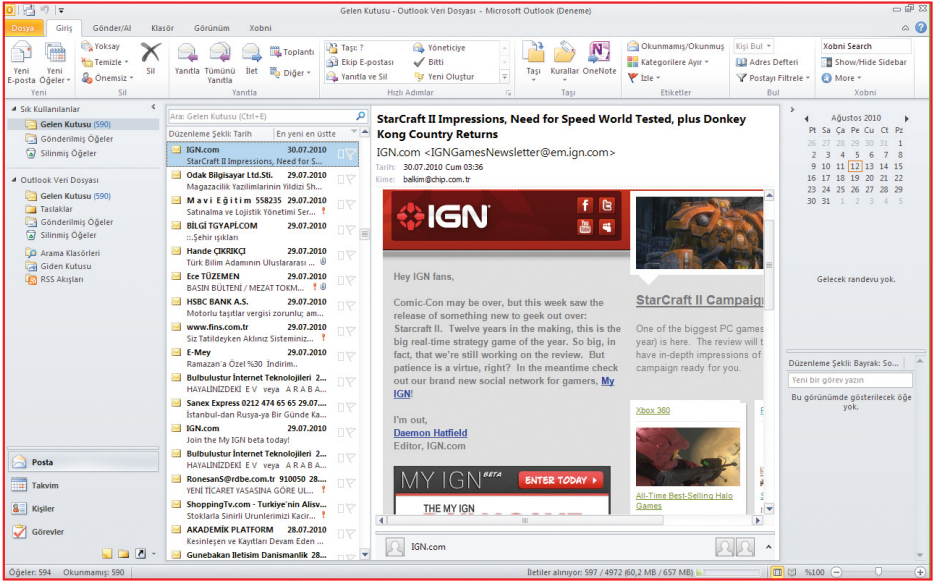 Gelen Kutusu - Outlook Veri Dosyası - Microsoft Outlook (Deneme)
Dosya Giriş Gönder/Al Klasör Görünüm Xobni
Yeni E-posta
Yeni Öğeler
Yeni
Yoksay
Temizle
Önemsiz
Sil
Sil
Yanıtla
Tümünü Yanıtla
İlet
Toplantı
Diğer
Yanıtla
Taşı: ?
Ekip E-postası
Yanıtla ve Sil
Yöneticiye
Bitti
Yeni Oluştur
Hızlı Adımlar
Taşı
Kurallar
OneNote
Taşı
Okunmamış/Okunmuş
Kategorilere Ayır
İzle
Etiketler
Kişi Bul
Adres Defteri
Postayı Filtrele
Bul
Xobni Search
Show/Hide Sidebar
More
Xobni
Sık Kullanılanlar
Gelen Kutusu (590)
Gönderilmiş Öğeler
Silinmiş Öğeler
Outlook Veri Dosyası
Gelen Kutusu (590)
Taslaklar
Gönderilmiş Öğeler
Silinmiş Öğeler
Arama Klasörleri
Giden Kutusu
RSS Akışları
Posta
Takvim
Kişiler
Görevler
Ara: Gelen Kutusu (Ctrl+E)
Düzenleme Şekli: Tarih En yeni en üstte
IGN.com 30.07.2010
StarCraft II Impressions, Need for S...
Odak Bilgisayar Ltd.Sti. 29.07.2010
Magazacilik Yazilimlarinin Yildizi Sh...
M a v i E ğ i t i m 558235 29.07.2010
Satınalma ve Lojistik Yönetimi Ser...
BİLGİ TGYAPİ.COM 29.07.2010
::.Şehir ışıkları
Hande ÇIKRIKÇI 29.07.2010
Türk Bilim Adamının Uluslararası ...
Ece TÜZEMEN 29.07.2010
BASIN BÜLTENİ / MEZAT TOKM...
HSBC BANK A.S. 29.07.2010
Motorlu taşıtlar vergisi zorunlu; am...
www.fins.com.tr 29.07.2010
Siz Tatildeyken Aklınız Sisteminiz...
E-Mey 29.07.2010
Ramazan'a Özel %30 İndirim..
Bulbulustur İnternet Teknolojileri 2...
HAYALİNİZDEKİ E V veya A R A B A...
Sanex Express 0212 474 65 65 29.07....
İstanbul-dan Rusya-ya Bir Günde Ka...
IGN.com 29.07.2010
Join the My IGN beta today!
Bulbulustur İnternet Teknolojileri 2...
HAYALİNİZDEKİ E V veya A R A B A...
RonesanS@rdbe.com.tr 910050 28....
YENİ TİCARET YASASINA GÖRE UL...
ShoppingTv.com - Turkiye'nin Alisv...
Stoklarla Sinirli Urunlerimizi Kacir...
AKADEMİK PLATFORM 28.07.2010
Kesinleşen ve Kayıtları Devam Eden ...
Gunebakan Iletisim Danismanlik 28...
StarCraft II Impressions, Need for Speed World Tested, plus Donkey
Kong Country Returns
IGN.com <IGNGamesNewsletter@em.ign.com>
Tarih: 30.07.2010 Cum 03:36
Kime: balkim@chip.com.tr
IGN
Hey IGN fans,
Comic-Con may be over, but this week saw the
release of something new to geek out over:
Starcraft II. Twelve years in the making, this is the
big real-time strategy game of the year. So big, in
fact, that we're still working on the review. But
patience is a virtue, right? In the meantime check
out our brand new social network for gamers, My
IGN!
I'm out,
Daemon Hatfield
Editor, IGN.com
MY IGN BETA ENTER TODAY
THE MY IGN
StarCraft II Campaig
One of the biggest PC games
year) is here. The review will t
have in-depth impressions of
campaign ready for you.
Xbox 360
All-Time Best-Selling Halo
Games
IGN.com
Ağustos 2010
Pt Sa Ça Pe Cu Ct Pz
26 27 28 29 30 31 1
2 3 4 5 6 7 8
9 10 11 12 13 14 15
16 17 18 19 20 21 22
23 24 25 26 27 28 29
30 31 1 2 3 4 5
Gelecek randevu yok.
Düzenleme Şekli: Bayrak: So...
Yeni bir görev yazın
Bu görünümde gösterilecek öğe
yok.
Öğeler: 594 Okunmamış: 590 İletiler alınıyor: 597 / 4972 (60,2 MB / 657 MB) %100